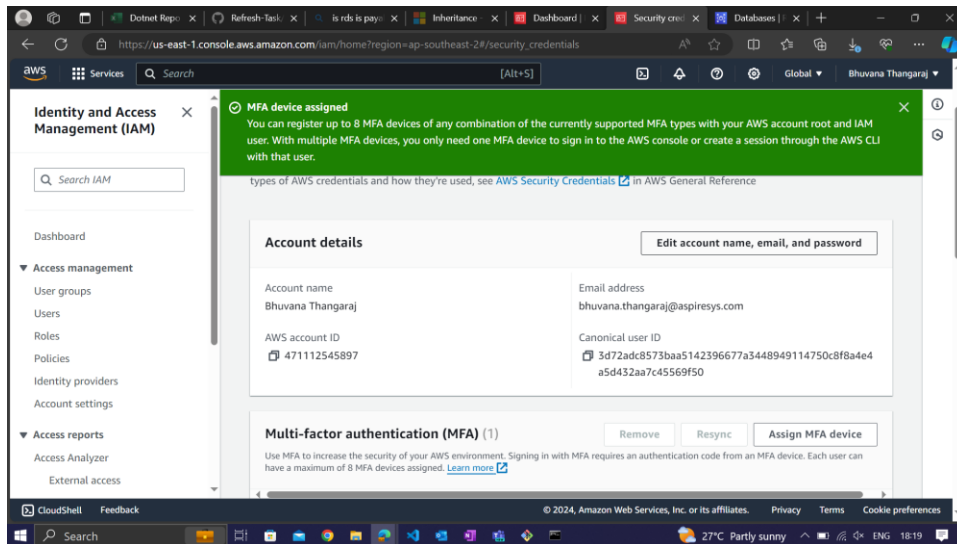 Dotnet Repo
Refresh-Task
is rds is paya
Inheritance -
Dashboard |
Security cred
Databases |
https://us-east-1.console.aws.amazon.com/iam/home?region=ap-southeast-2#/security_credentials
aws
Services
Search
[Alt+S]
Global
Bhuvana Thangaraj
Identity and Access
Management (IAM)
Search IAM
Dashboard
Access management
User groups
Users
Roles
Policies
Identity providers
Account settings
Access reports
Access Analyzer
External access
MFA device assigned
You can register up to 8 MFA devices of any combination of the currently supported MFA types with your AWS account root and IAM
user. With multiple MFA devices, you only need one MFA device to sign in to the AWS console or create a session through the AWS CLI
with that user.
types of AWS credentials and how they're used, see AWS Security Credentials in AWS General Reference
Account details
Edit account name, email, and password
Account name
Bhuvana Thangaraj
Email address
bhuvana.thangaraj@aspiresys.com
AWS account ID
471112545897
Canonical user ID
3d72adc8573baa5142396677a3448949114750c8f8a4e4
a5d432aa7c45569f50
Multi-factor authentication (MFA) (1)
Remove
Resync
Assign MFA device
Use MFA to increase the security of your AWS environment. Signing in with MFA requires an authentication code from an MFA device. Each user can
have a maximum of 8 MFA devices assigned. Learn more
CloudShell
Feedback
© 2024, Amazon Web Services, Inc. or its affiliates.
Privacy
Terms
Cookie preferences
Search
27°C Partly sunny
ENG
18:19